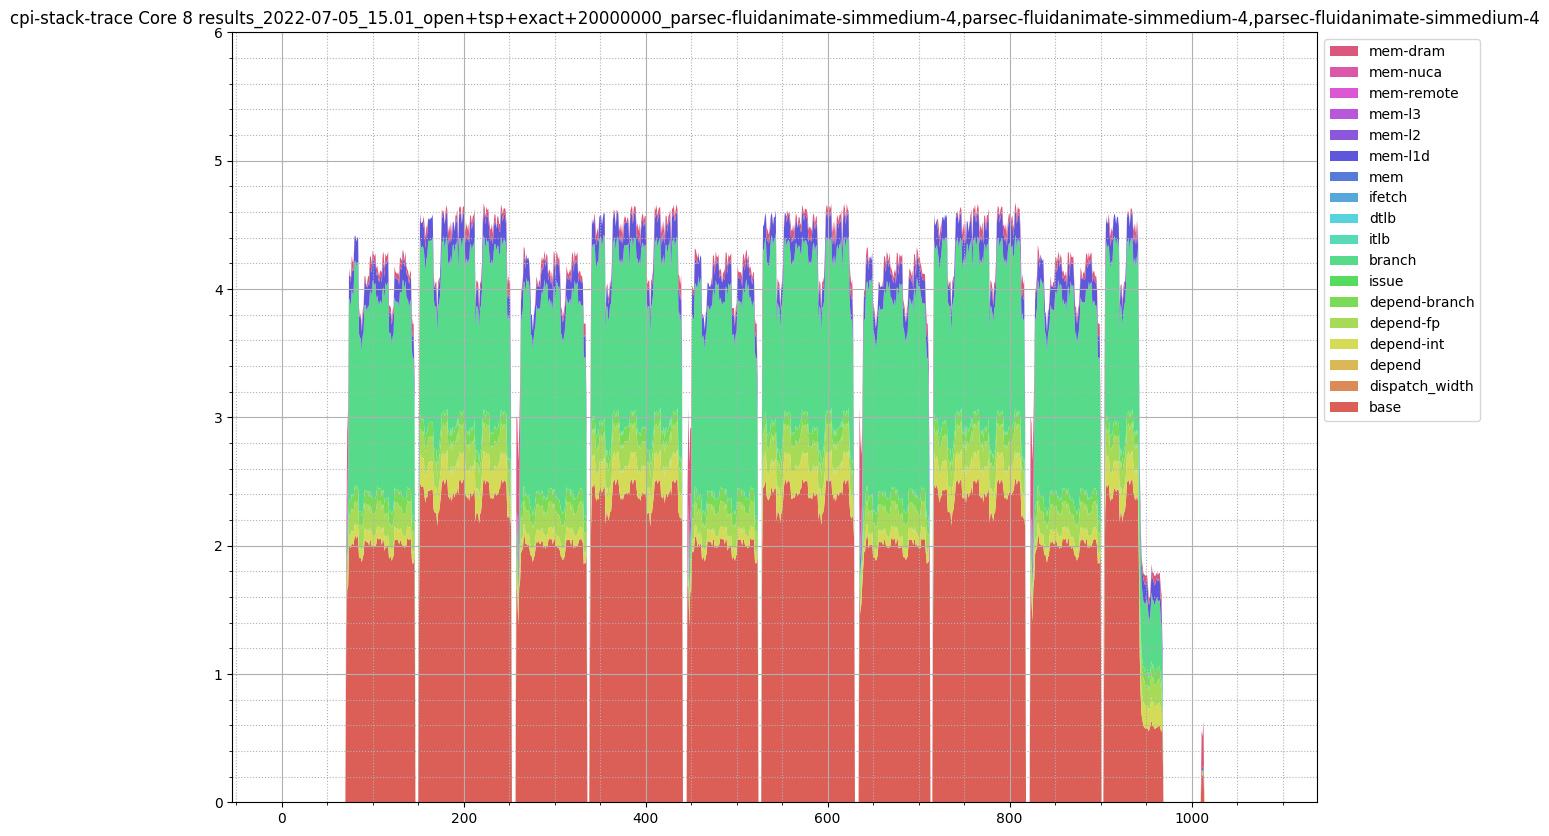 cpi-stack-trace Core 8 results_2022-07-05_15.01_open+tsp+exact+20000000_parsec-fluidanimate-simmedium-4,parsec-fluidanimate-simmedium-4,parsec-fluidanimate-simmedium-4
6
5
4
3
2
1
0
0 200 400 600 800 1000
mem-dram
mem-nuca
mem-remote
mem-l3
mem-l2
mem-l1d
mem
ifetch
dtlb
itlb
branch
issue
depend-branch
depend-fp
depend-int
depend
dispatch_width
base